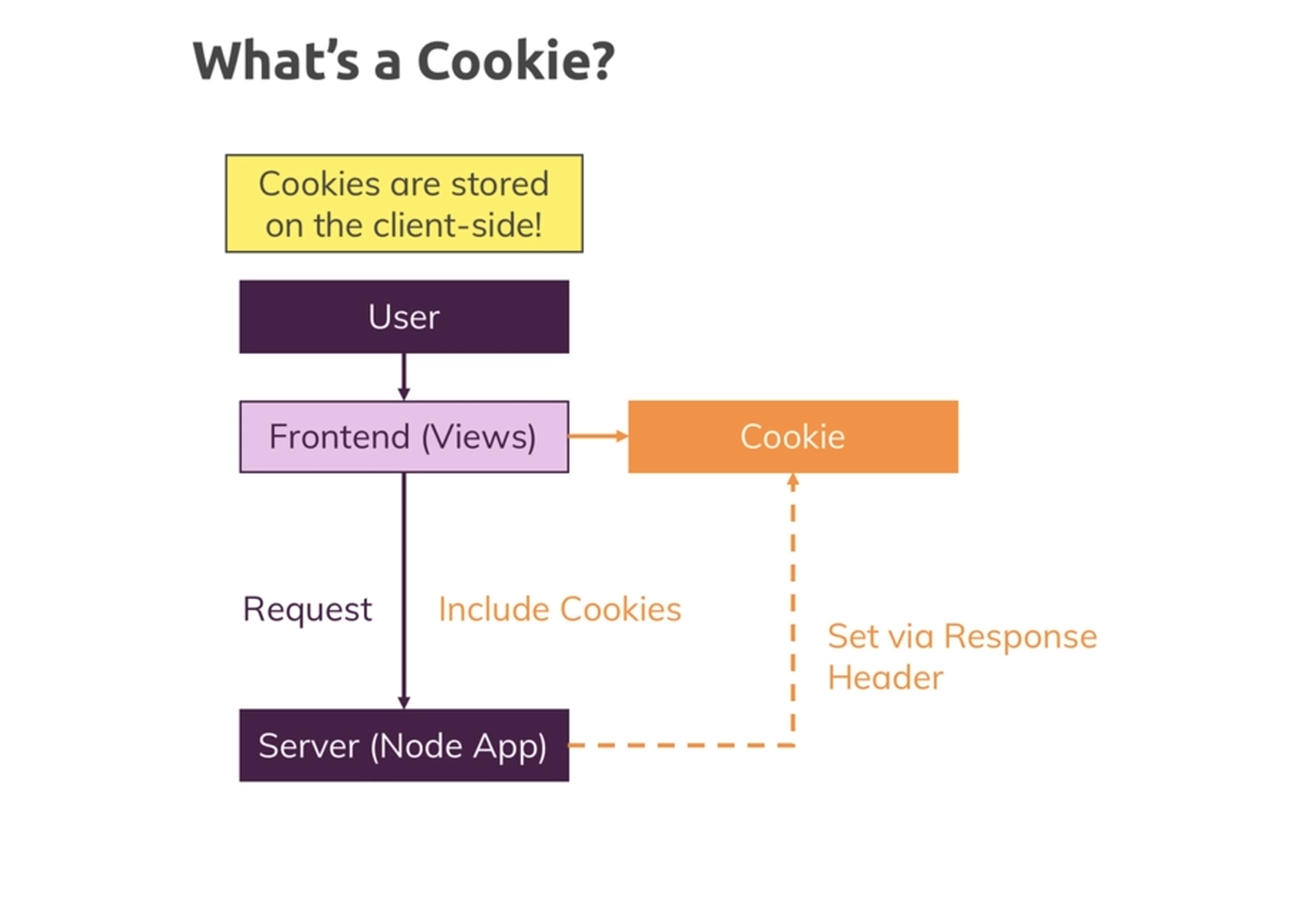 What’s a Cookie?
Cookies are stored
on the client-side!
User
Frontend (Views)
Cookie
Request
Include Cookies
Set via Response
Header
Server (Node App)